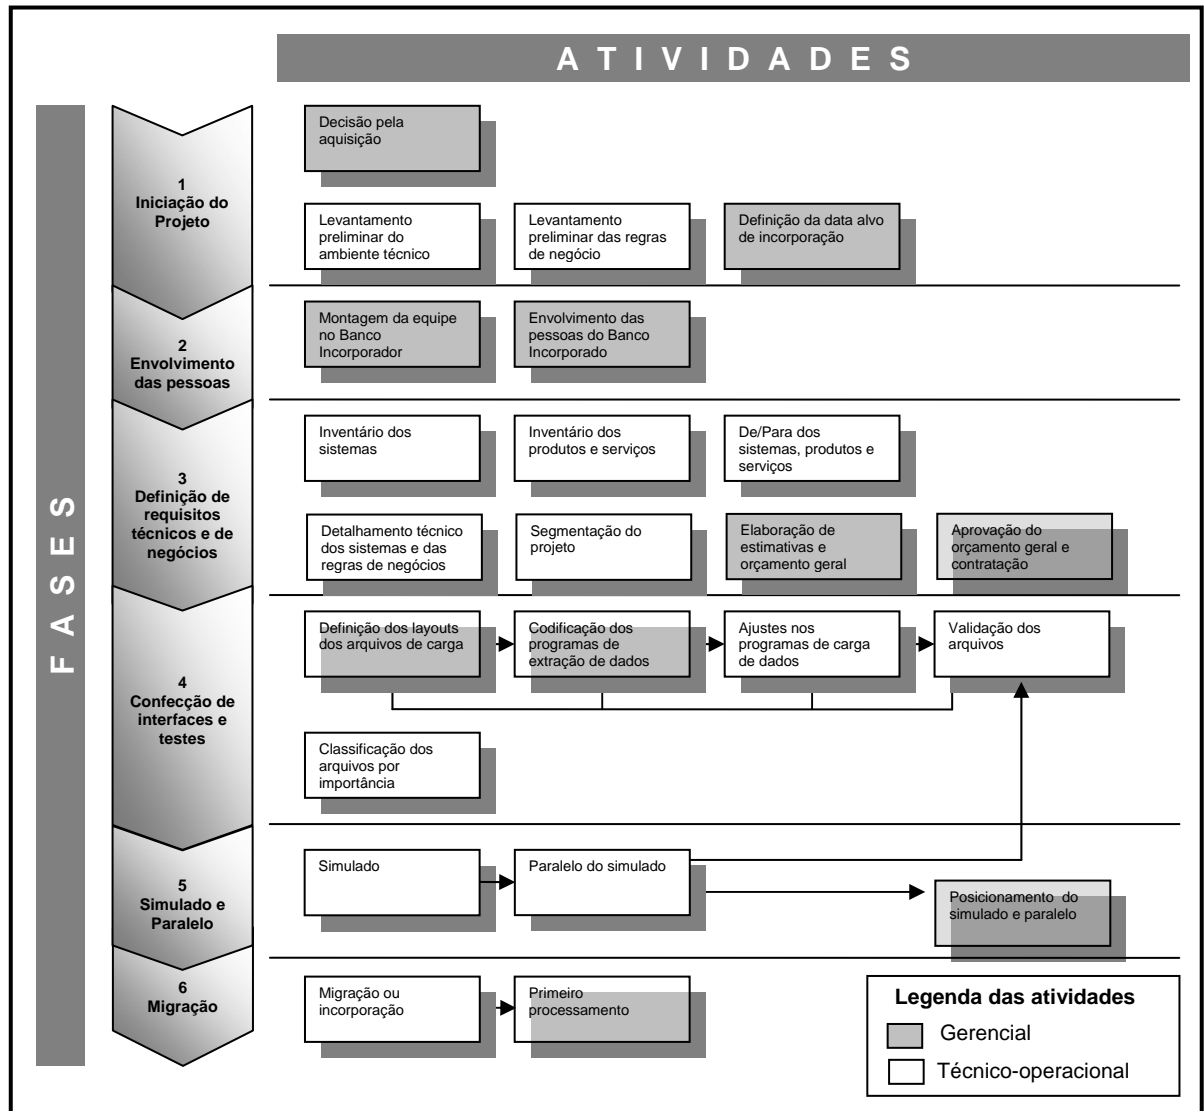 A T I V I D A D E S
F A S E S
1
Iniciação do
Projeto
Decisão pela
aquisição
Levantamento
preliminar do
ambiente técnico
Levantamento
preliminar das regras
de negócio
Definição da data alvo
de incorporação
2
Envolvimento
das pessoas
Montagem da equipe
no Banco
Incorporador
Envolvimento das
pessoas do Banco
Incorporado
3
Definição de
requisitos
técnicos e de
negócios
Inventário dos
sistemas
Inventário dos
produtos e serviços
De/Para dos
sistemas, produtos e
serviços
Detalhamento técnico
dos sistemas e das
regras de negócios
Segmentação do
projeto
Elaboração de
estimativas e
orçamento geral
Aprovação do
orçamento geral e
contratação
4
Confecção de
interfaces e
testes
Definição dos layouts
dos arquivos de carga
Codificação dos
programas de
extração de dados
Ajustes nos
programas de carga
de dados
Validação dos
arquivos
Classificação dos
arquivos por
importância
5
Simulado e
Paralelo
Simulado
Paralelo do simulado
Posicionamento do
simulado e paralelo
6
Migração
Migração ou
incorporação
Primeiro
processamento
Legenda das atividades
Gerencial
Técnico-operacional